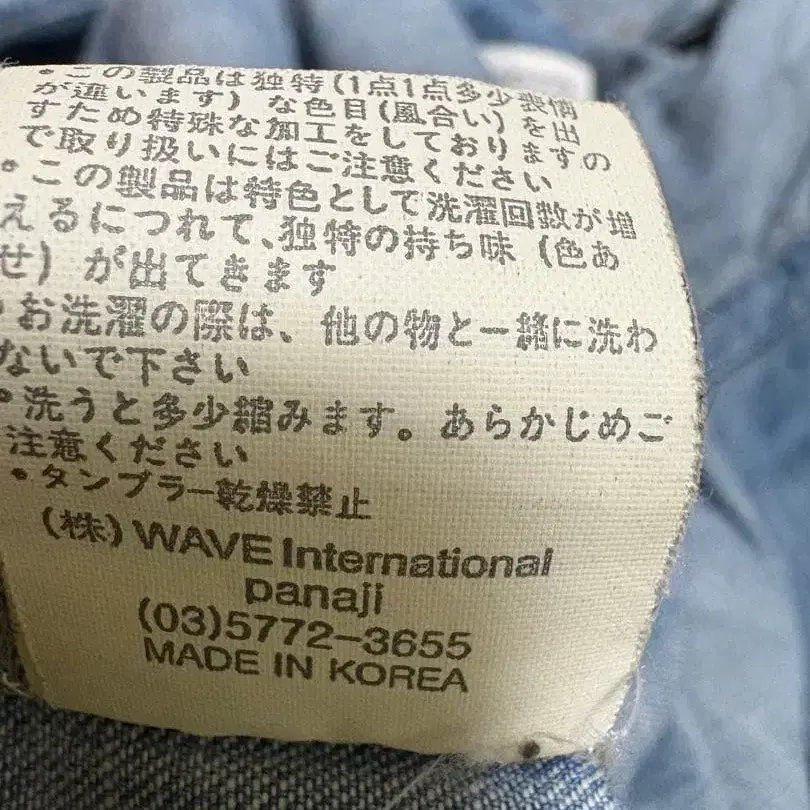 ・この製品は独特(1点1点多少表情
が違います)な色目(風合い)を出
すため特殊な加工をしておりますの
で取り扱いにはご注意ください
・この製品は特色として洗濯回数が増
えるにつれて、独特の持ち味(色あ
せ)が出てきます
・お洗濯の際は、他の物と一諸に洗わ
ないで下さい
・洗うと多少縮みます。あらかじめご
注意ください
・タンブラー乾燥禁止
(株)WAVE International
panaji
(03)5772-3655
MADE IN KOREA